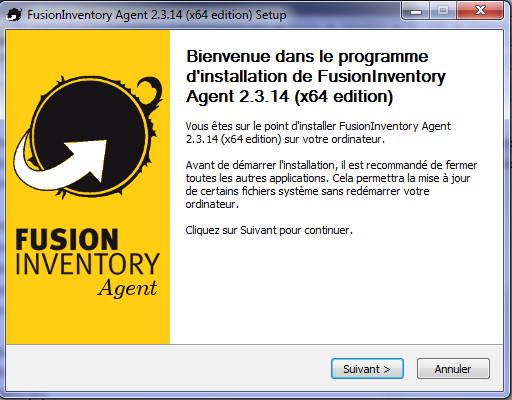 FusionInventory Agent 2.3.14 (x64 edition) Setup
Bienvenue dans le programme
d'installation de FusionInventory
Agent 2.3.14 (x64 edition)
Vous êtes sur le point d'installer FusionInventory Agent
2.3.14 (x64 edition) sur votre ordinateur.
Avant de démarrer l'installation, il est recommandé de fermer
toutes les autres applications. Cela permettra la mise à jour
de certains fichiers système sans redémarrer votre
ordinateur.
Cliquez sur Suivant pour continuer.
FUSION
INVENTORY
Agent
Suivant >
Annuler